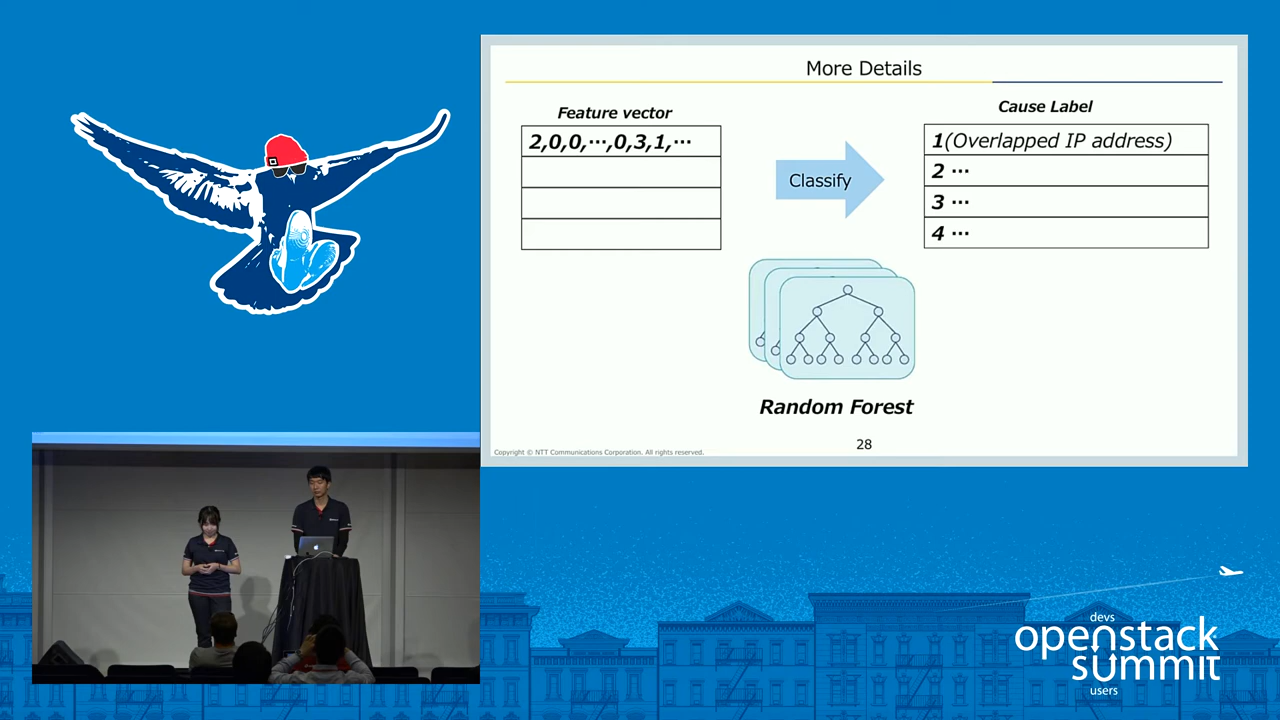 More Details
Feature vector
2,0,0,…,0,3,1,…
Classify
Cause Label
1(Overlapped IP address)
2 …
3 …
4 …
Random Forest
28
Copyright © NTT Communications Corporation. All rights reserved.
devs
openstack
summit
users